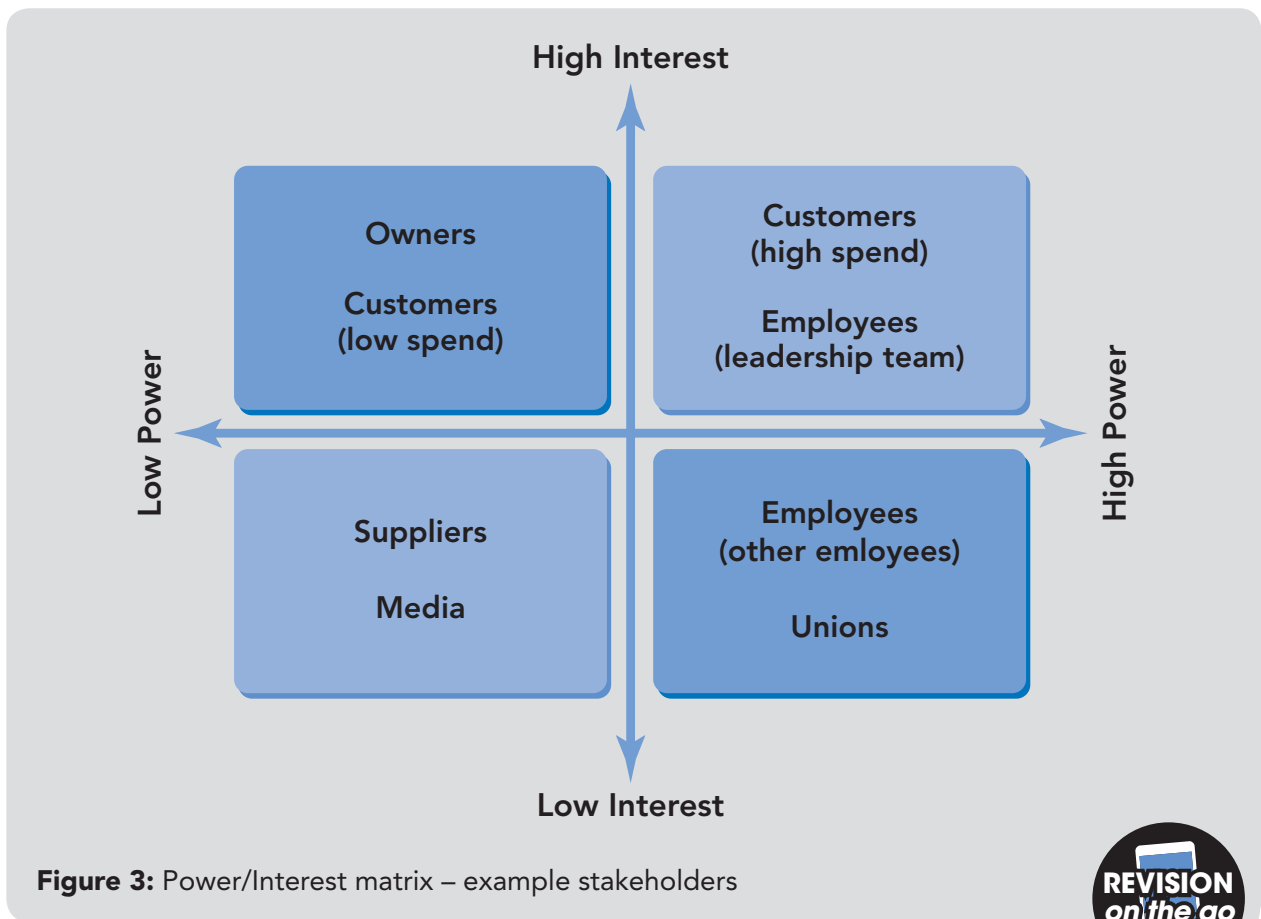 High Interest
Owners
Customers
(low spend)
Customers
(high spend)
Employees
(leadership team)
Low Power
High Power
Suppliers
Media
Employees
(other emloyees)
Unions
Low Interest
Figure 3: Power/Interest matrix – example stakeholders
REVISION
on the go